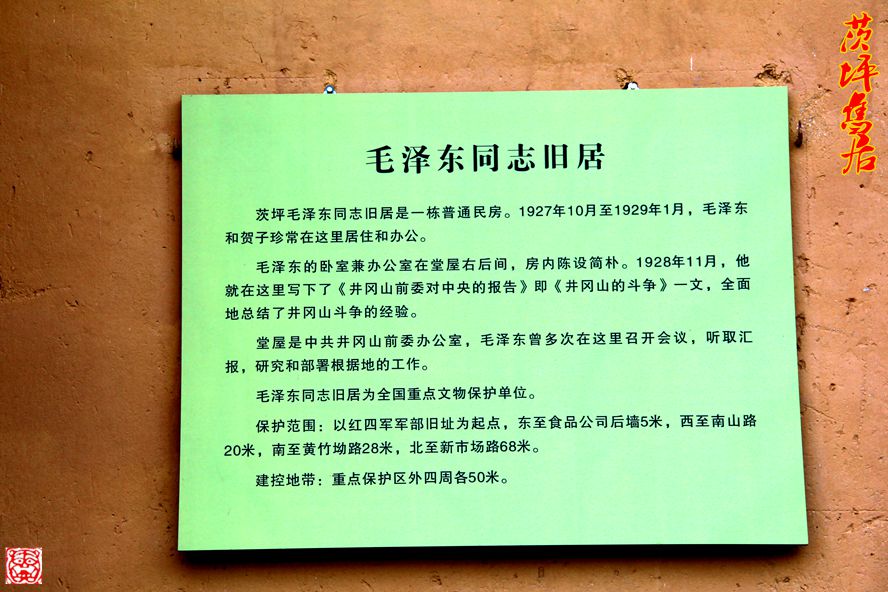 茨坪旧居
毛泽东同志旧居
茨坪毛泽东同志旧居是一栋普通民房。1927年10月至1929年1月，毛泽东
和贺子珍常在这里居住和办公。
毛泽东的卧室兼办公室在堂屋右后间，房内陈设简朴。1928年11月，他
就在这里写下了《井冈山前委对中央的报告》即《井冈山的斗争》一文，全面
地总结了井冈山斗争的经验。
堂屋是中共井冈山前委办公室，毛泽东曾多次在这里召开会议，听取汇
报，研究和部署根据地的工作。
毛泽东同志旧居为全国重点文物保护单位。
保护范围：以红四军军部旧址为起点，东至食品公司后墙5米，西至南山路
20米，南至黄竹坳路28米，北至新市场路68米。
建控地带：重点保护区外四周各50米。